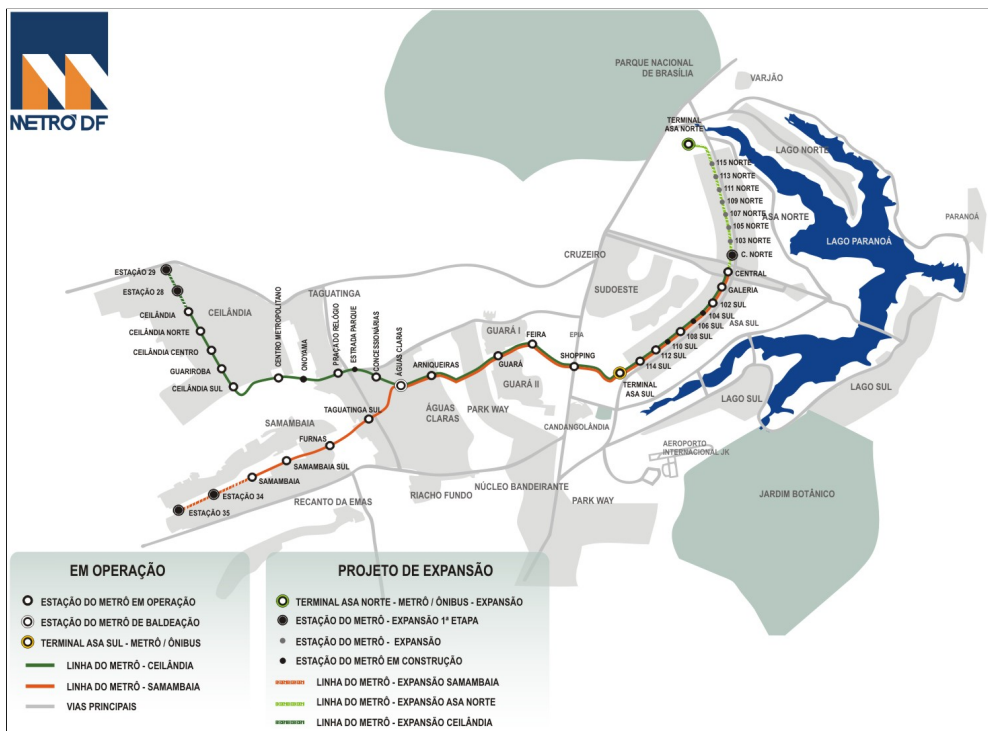 METRÔ DF
PARQUE NACIONAL
DE BRASÍLIA
VARJÃO
TERMINAL
ASA NORTE
LAGO NORTE
115 NORTE
113 NORTE
111 NORTE
109 NORTE
107 NORTE
ASA NORTE
105 NORTE
103 NORTE
PARANOÁ
LAGO PARANOÁ
C. NORTE
CRUZEIRO
CENTRAL
SUDOESTE
GALERIA
102 SUL
104 SUL
106 SUL
ASA SUL
108 SUL
110 SUL
112 SUL
114 SUL
ESTAÇÃO 29
ESTAÇÃO 28
CEILÂNDIA
CEILÂNDIA
CEILÂNDIA NORTE
CEILÂNDIA CENTRO
GUARIROBA
CEILÂNDIA SUL
TAGUATINGA
CENTRO METROPOLITANO
ONOYAMA
PRAÇA DO RELÓGIO
ESTRADA PARQUE
CONCESSIONÁRIAS
ÁGUAS CLARAS
ARNIQUEIRAS
GUARÁ I
FEIRA
EPIA
GUARÁ
SHOPPING
GUARÁ II
TERMINAL
ASA SUL
LAGO SUL
LAGO SUL
TAGUATINGA SUL
ÁGUAS
CLARAS
PARK WAY
CANDANGOLÂNDIA
SAMAMBAIA
FURNAS
SAMAMBAIA SUL
SAMAMBAIA
ESTAÇÃO 34
ESTAÇÃO 35
RECANTO DA EMAS
RIACHO FUNDO
NÚCLEO BANDEIRANTE
PARK WAY
AEROPORTO
INTERNACIONAL JK
JARDIM BOTÂNICO
EM OPERAÇÃO
ESTAÇÃO DO METRÔ EM OPERAÇÃO
ESTAÇÃO DO METRÔ DE BALDEAÇÃO
TERMINAL ASA SUL - METRÔ / ÔNIBUS
LINHA DO METRÔ - CEILÂNDIA
LINHA DO METRÔ - SAMAMBAIA
VIAS PRINCIPAIS
PROJETO DE EXPANSÃO
TERMINAL ASA NORTE - METRÔ / ÔNIBUS - EXPANSÃO
ESTAÇÃO DO METRÔ - EXPANSÃO 1ª ETAPA
ESTAÇÃO DO METRÔ - EXPANSÃO
ESTAÇÃO DO METRÔ EM CONSTRUÇÃO
LINHA DO METRÔ - EXPANSÃO SAMAMBAIA
LINHA DO METRÔ - EXPANSÃO ASA NORTE
LINHA DO METRÔ - EXPANSÃO CEILÂNDIA